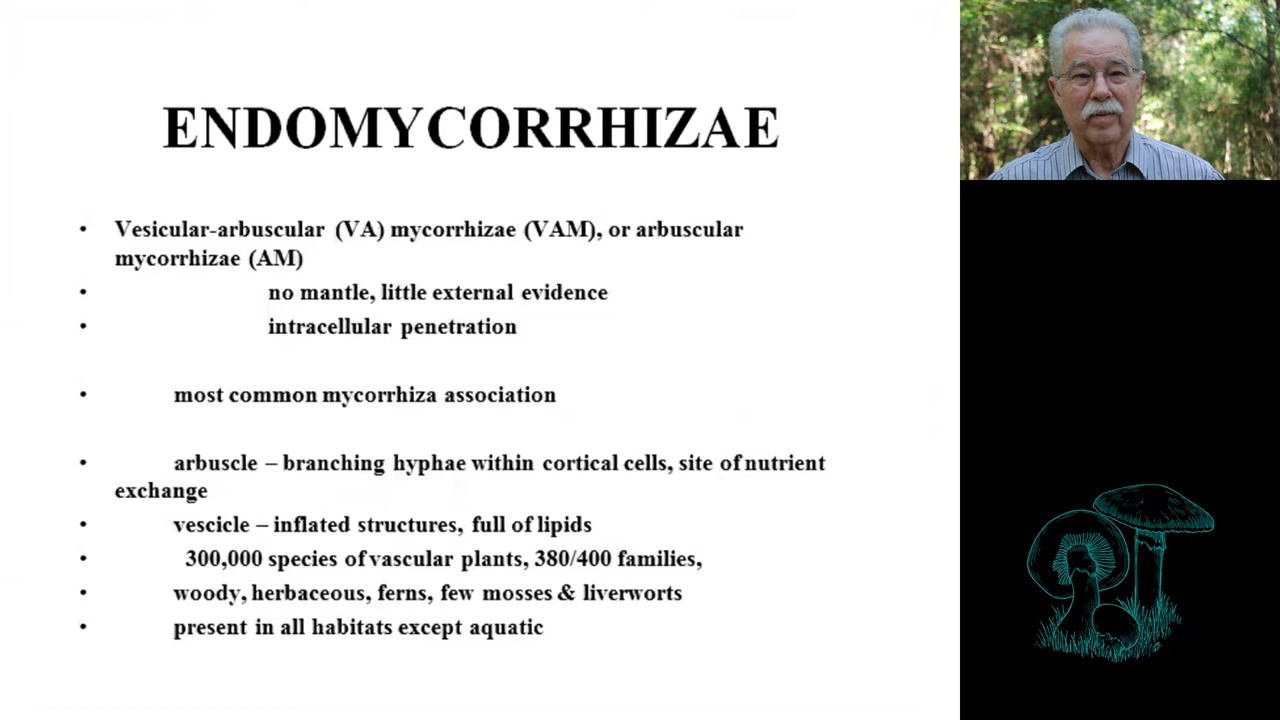 ENDOMYCORRHIZAE
• Vesicular-arbuscular (VA) mycorrhizae (VAM), or arbuscular
mycorrhizae (AM)
• no mantle, little external evidence
• intracellular penetration
• most common mycorrhiza association
• arbuscle – branching hyphae within cortical cells, site of nutrient
exchange
• vescicle – inflated structures, full of lipids
• 300,000 species of vascular plants, 380/400 families,
• woody, herbaceous, ferns, few mosses & liverworts
• present in all habitats except aquatic